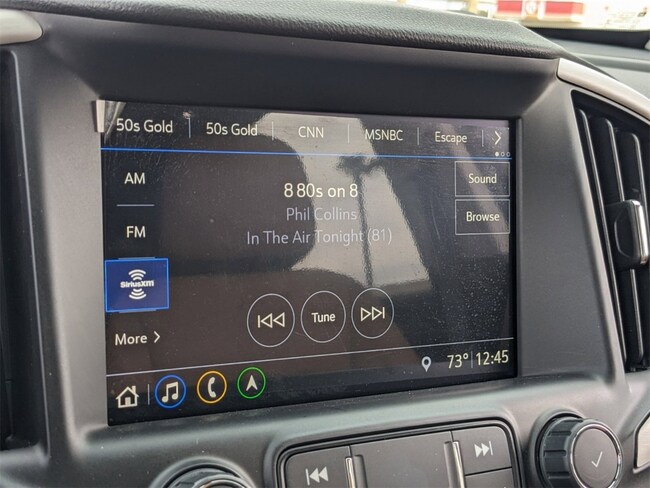 50s Gold 50s Gold CNN MSNBC Escape
AM
8 80s on 8
Sound
Phil Collins
Browse
FM
In The Air Tonight (81)
SiriusXM
Tune
More
73° 12:45